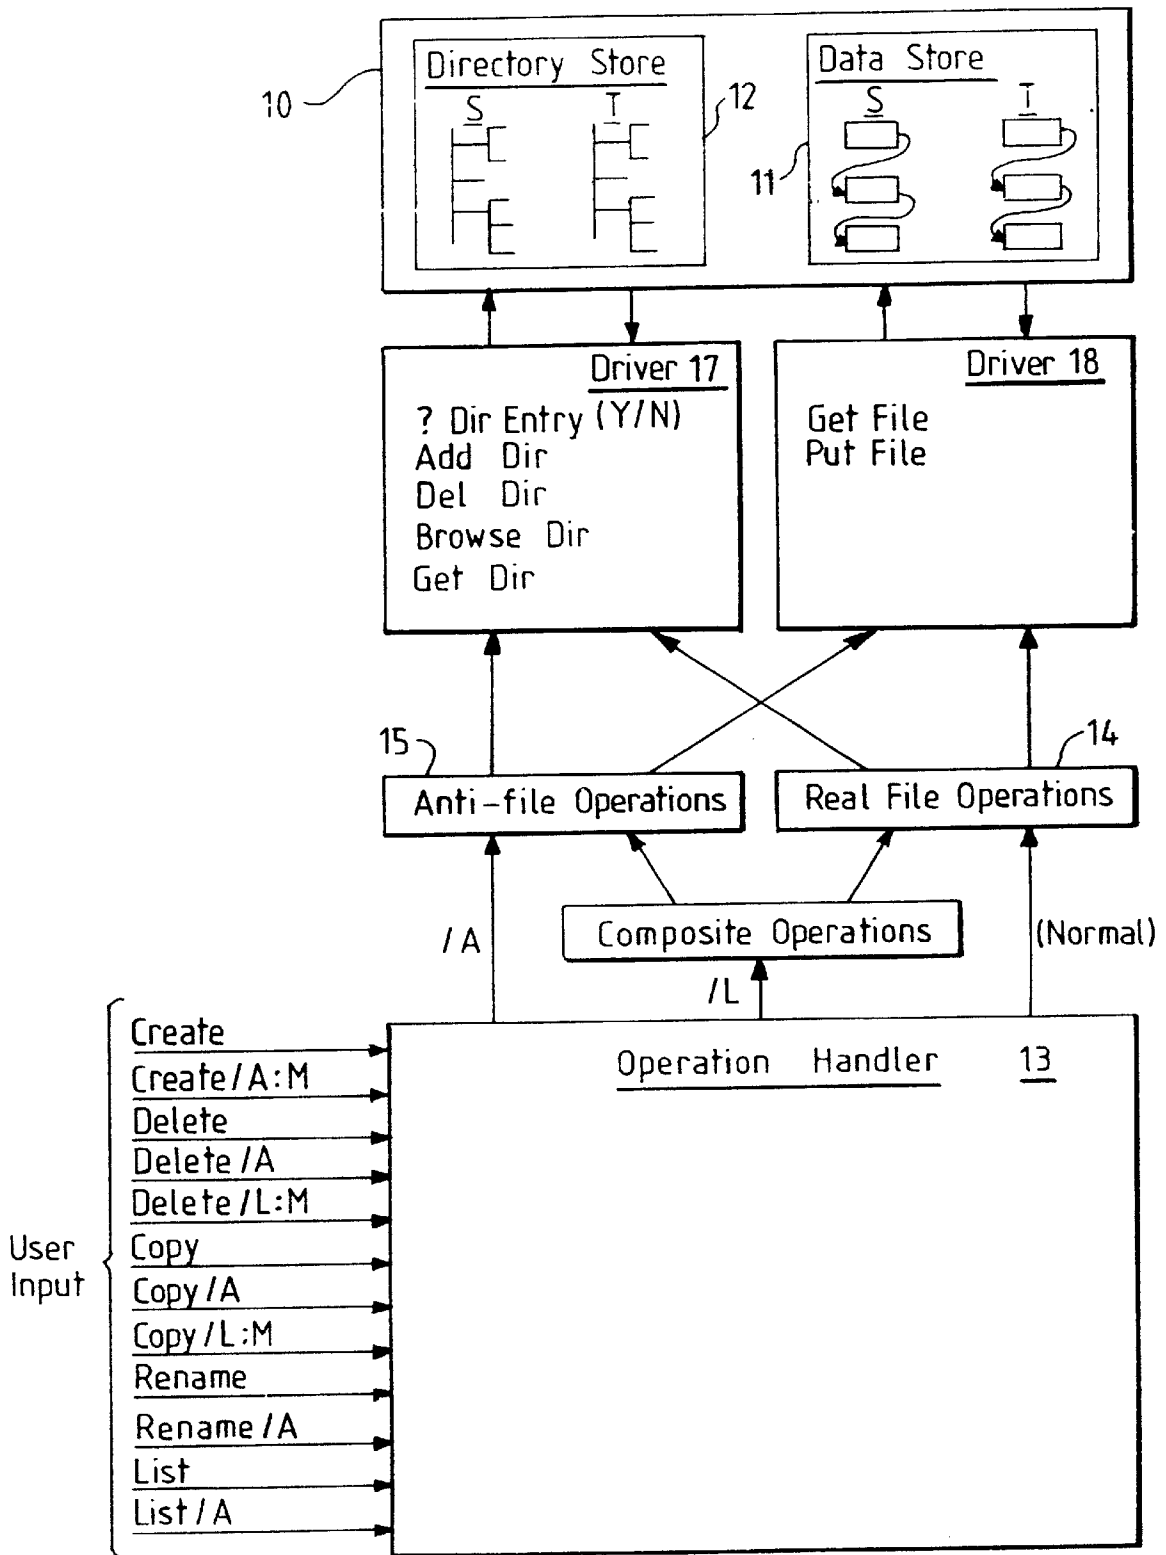 Directory Store
Data Store
10
S
T
12
S
T
11
Driver 17
? Dir Entry (Y/N)
Add Dir
Del Dir
Browse Dir
Get Dir
Driver 18
Get File
Put File
15
14
Anti-file Operations
Real File Operations
/A
Composite Operations
(Normal)
/L
Operation Handler 13
User
Input
Create
Create/A:M
Delete
Delete/A
Delete/L:M
Copy
Copy/A
Copy/L:M
Rename
Rename/A
List
List/A